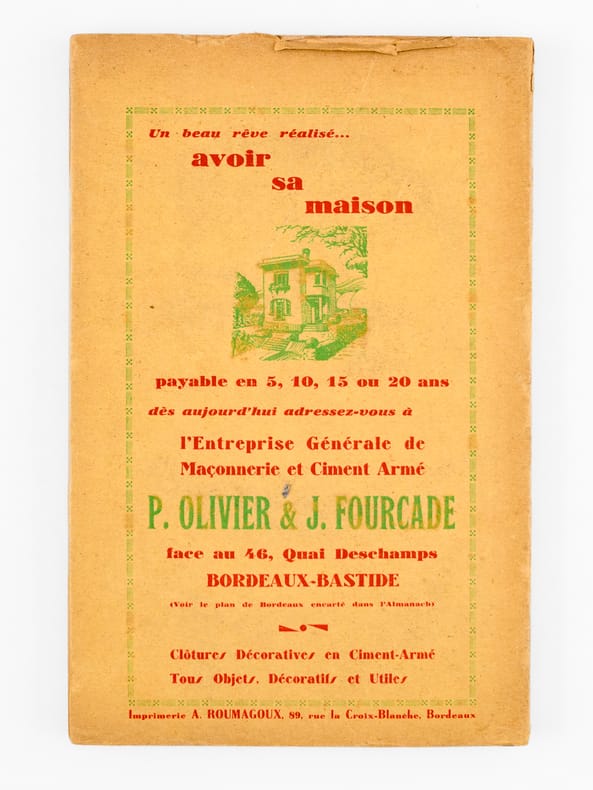 Un beau rêve réalisé...
avoir
sa
maison
payable en 5, 10, 15 ou 20 ans
dès aujourd'hui adressez-vous à
l'Entreprise Générale de
Maçonnerie et Ciment Armé
P. OLIVIER & J. FOURCADE
face au 46, Quai Deschamps
BORDEAUX-BASTIDE
(Voir le plan de Bordeaux encarté dans l'Almanach)
Clôtures Décoratives en Ciment-Armé
Tous Objets, Décoratifs et Utiles
Imprimerie A. ROUMAGOUX, 89, rue la Croix-Blanche, Bordeaux